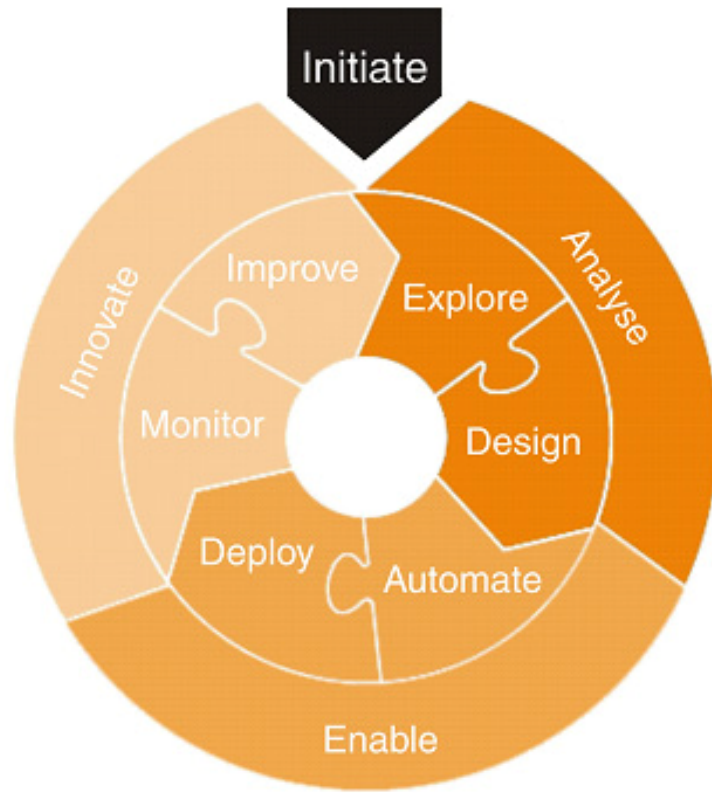 Initiate
Analyse
Explore
Design
Automate
Enable
Deploy
Monitor
Innovate
Improve